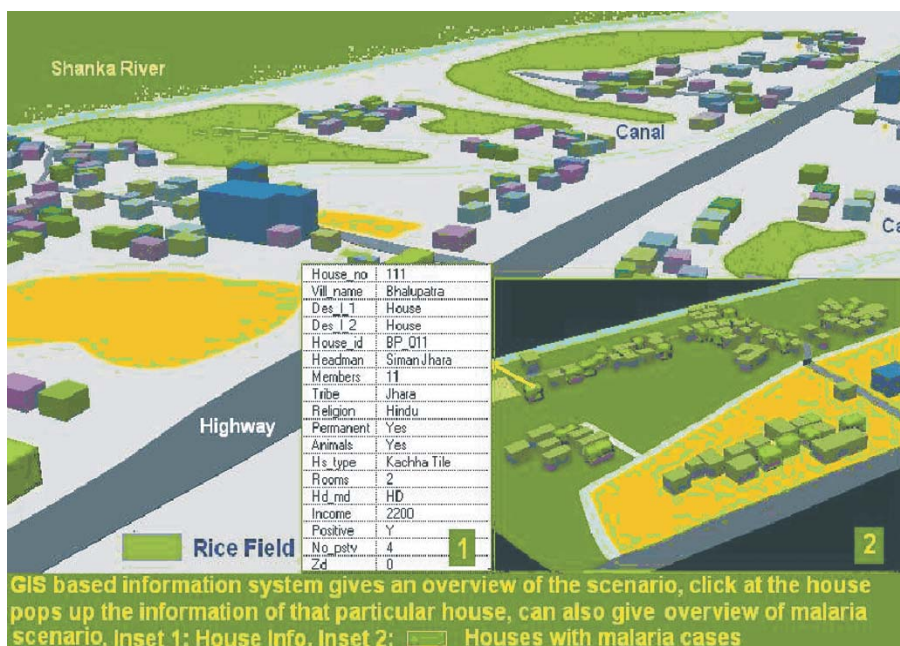 Shanka River
Canal
Ca
Highway
Rice Field
House_no 111
Vill_name Bhalupatra
Des_l_1 House
Des_l_2 House
House_id BP_011
Headman Siman Jhara
Members 11
Tribe Jhara
Religion Hindu
Permanent Yes
Animals Yes
Hs_type Kachha Tile
Rooms 2
Hd_md HD
Income 2200
Positive Y
No_pstv 4
Zd 0
1
2
GIS based information system gives an overview of the scenario, click at the house
pops up the information of that particular house, can also give overview of malaria
scenario. Inset 1: House Info. Inset 2: Houses with malaria cases